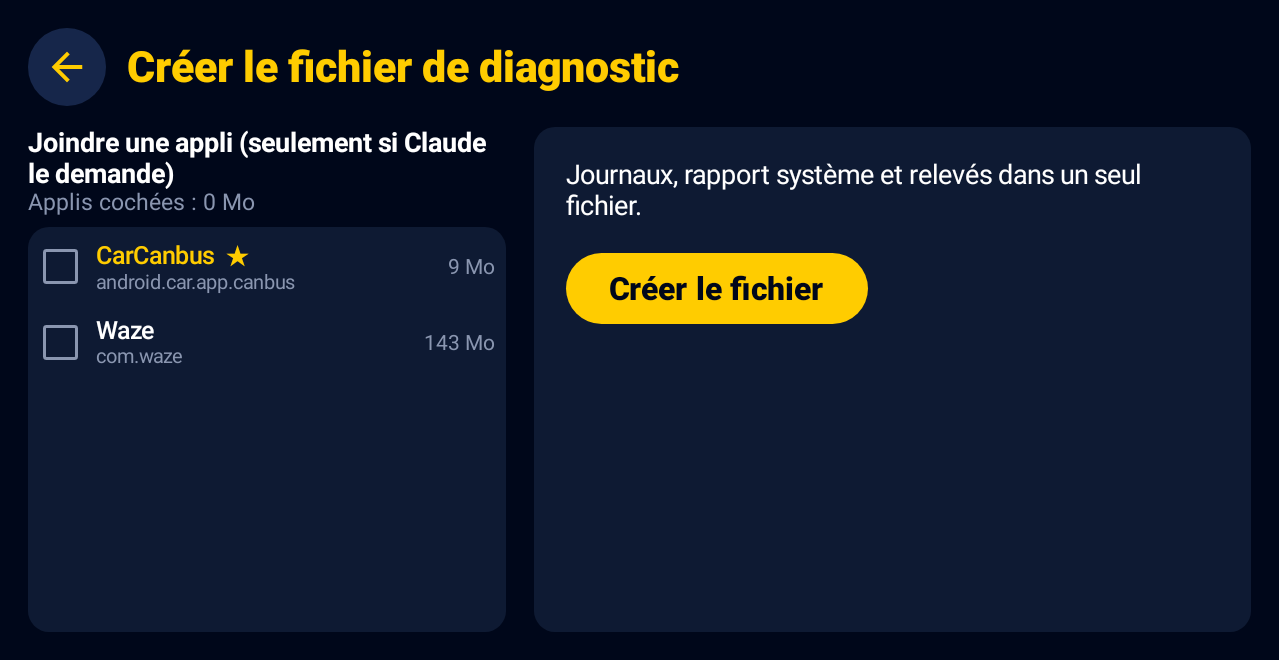 Créer le fichier de diagnostic
Joindre une appli (seulement si Claude
le demande)
Applis cochées : 0 Mo
CarCanbus ★
android.car.app.canbus
9 Mo
Waze
com.waze
143 Mo
Journaux, rapport système et relevés dans un seul
fichier.
Créer le fichier